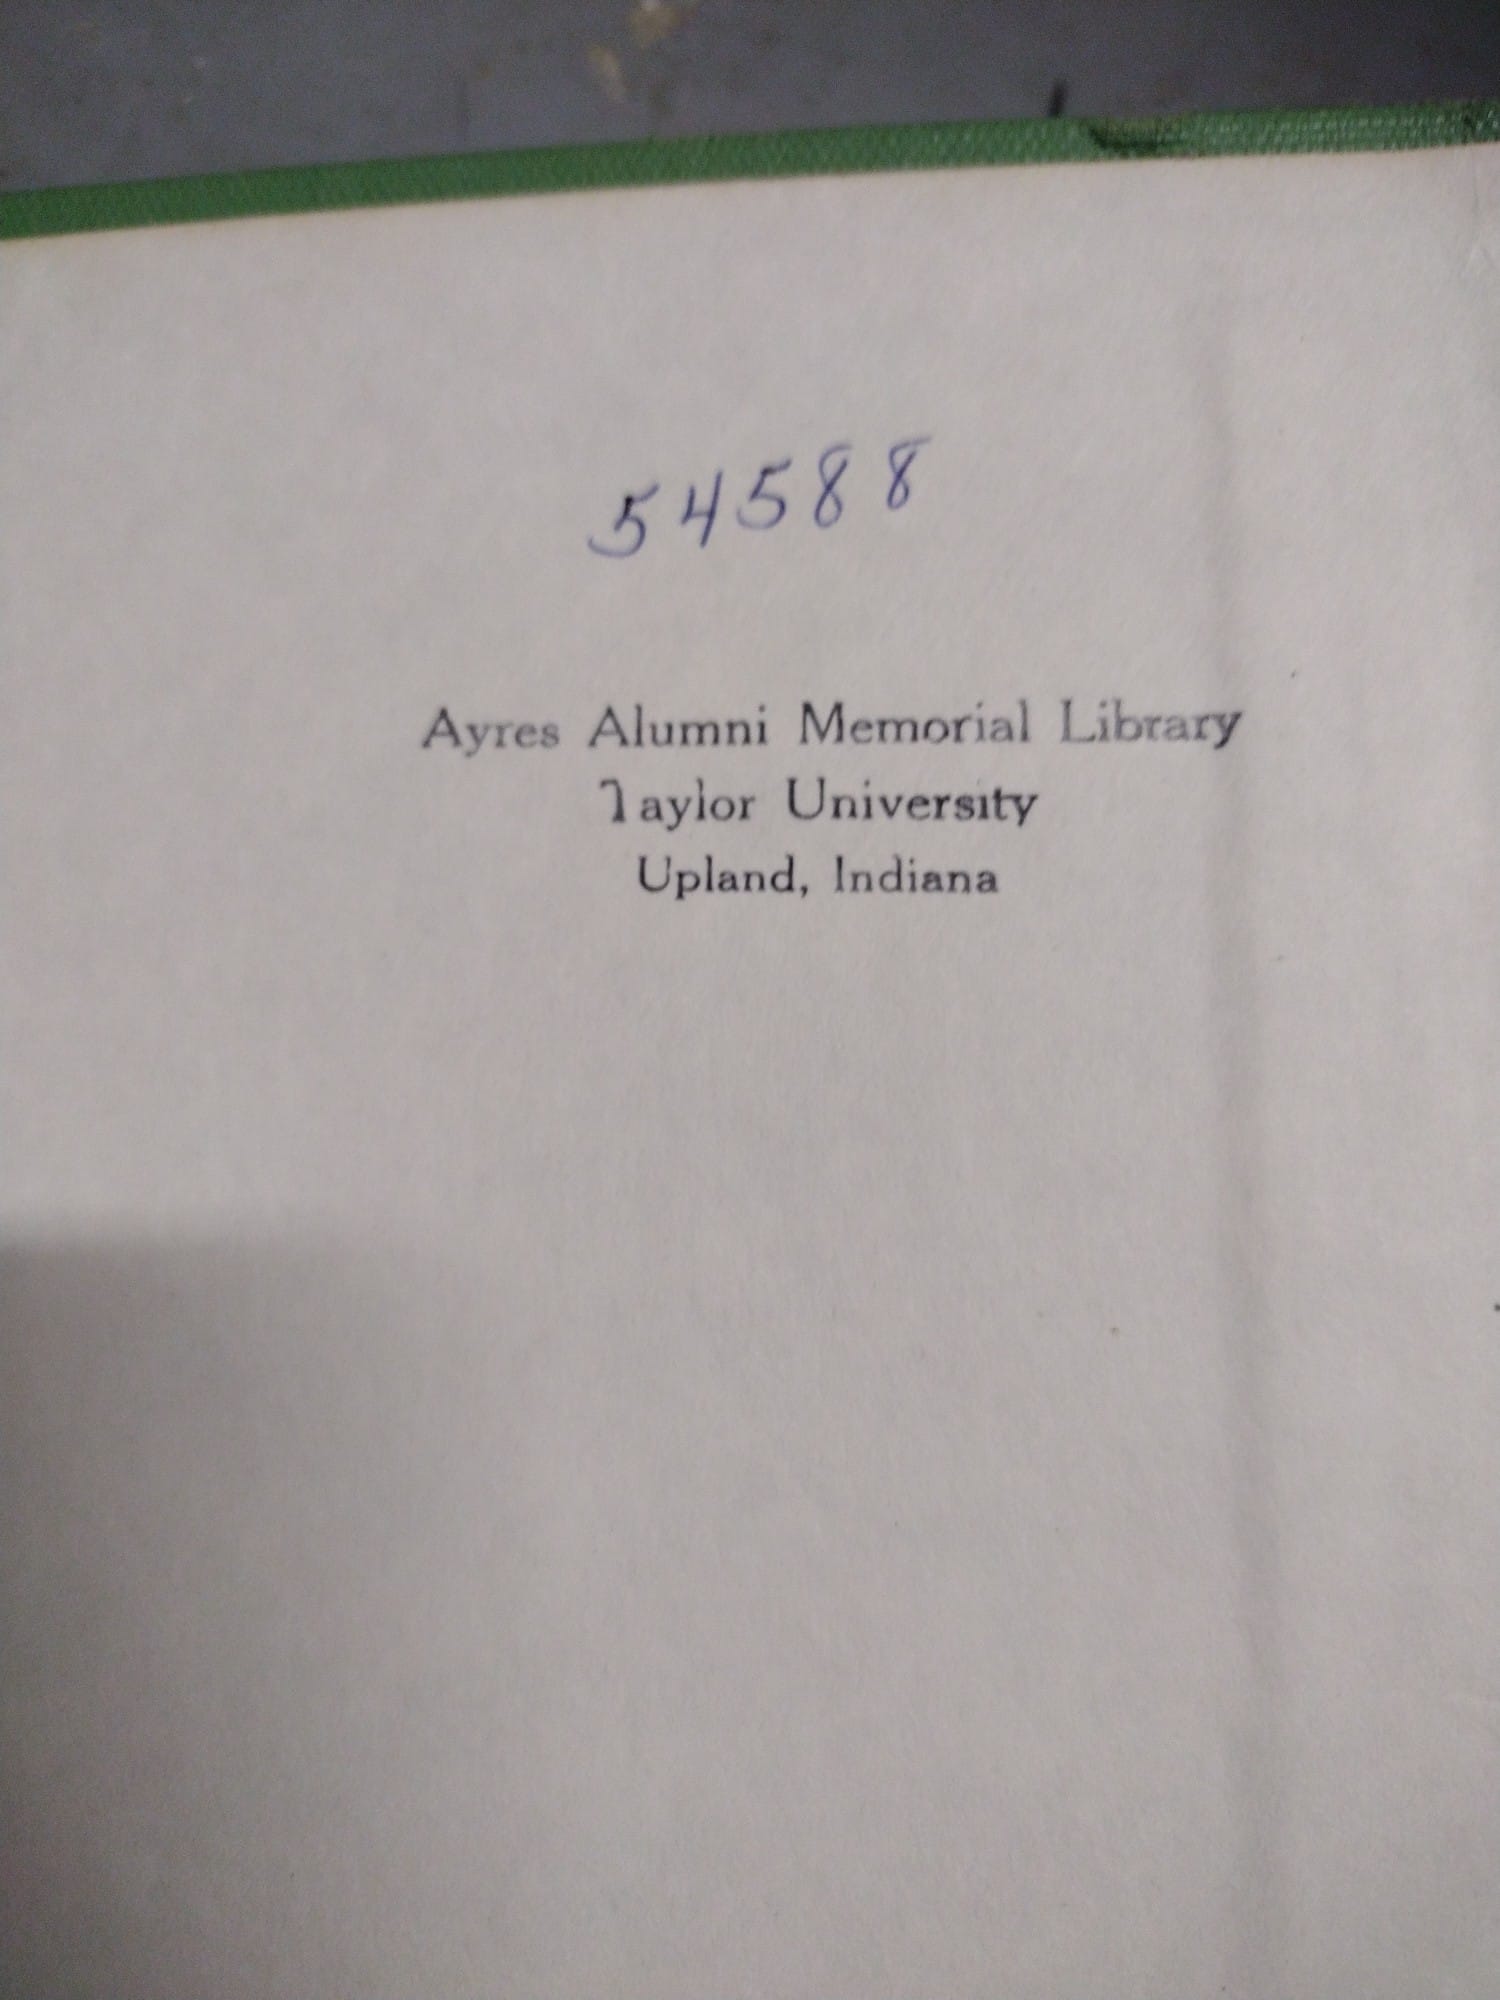 54588
Ayres Alumni Memorial Library
Taylor University
Upland, Indiana